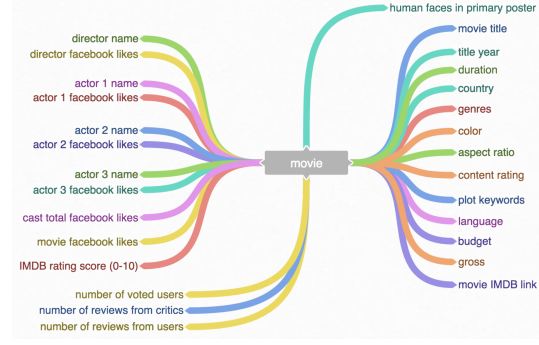 human faces in primary poster
director name
director facebook likes
actor 1 name
actor 1 facebook likes
actor 2 name
actor 2 facebook likes
actor 3 name
actor 3 facebook likes
cast total facebook likes
movie facebook likes
IMDB rating score (0-10)
number of voted users
number of reviews from critics
number of reviews from users
movie
movie title
title year
duration
country
genres
color
aspect ratio
content rating
plot keywords
language
budget
gross
movie IMDB link